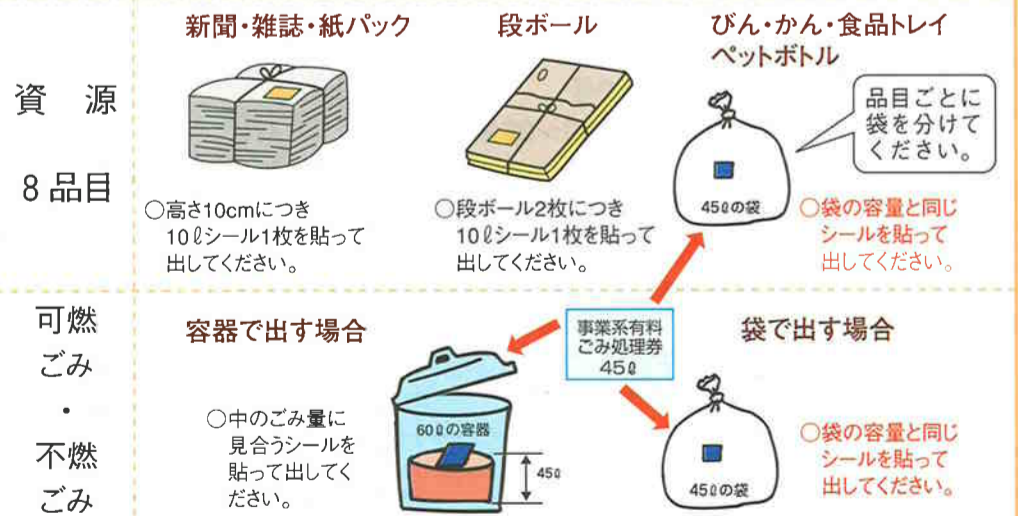 資 源
8品目
新聞・雑誌・紙パック
○高さ10cmにつき
10ℓシール1枚を貼って
出してください。
段ボール
○段ボール2枚につき
10ℓシール1枚を貼って
出してください。
びん・かん・食品トレイ
ペットボトル
品目ごとに
袋を分けて
ください。
45ℓの袋
○袋の容量と同じ
シールを貼って
出してください。
可燃
ごみ
・
不燃
ごみ
容器で出す場合
○中のごみ量に
見合うシールを
貼って出してく
ださい。
60ℓの容器
45ℓ
事業系有料
ごみ処理券
45ℓ
袋で出す場合
45ℓの袋
○袋の容量と同じ
シールを貼って
出してください。